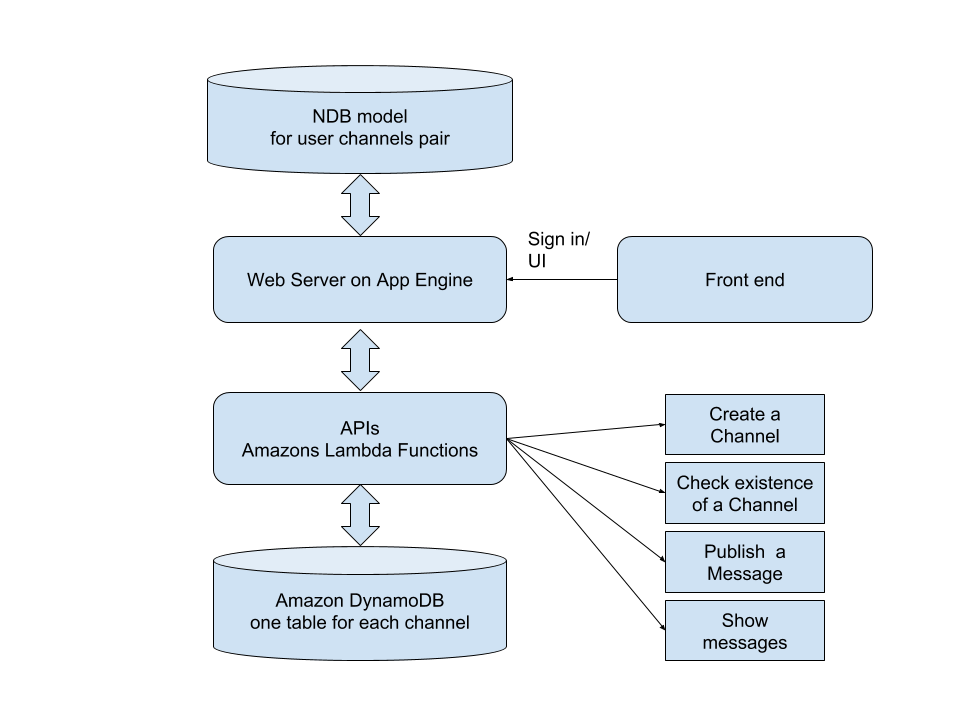 NDB model
for user channels pair
Sign in/
UI
Web Server on App Engine
Front end
APIs
Amazons Lambda Functions
Create a
Channel
Check existence
of a Channel
Publish  a
Message
Amazon DynamoDB
one table for each channel
Show
messages